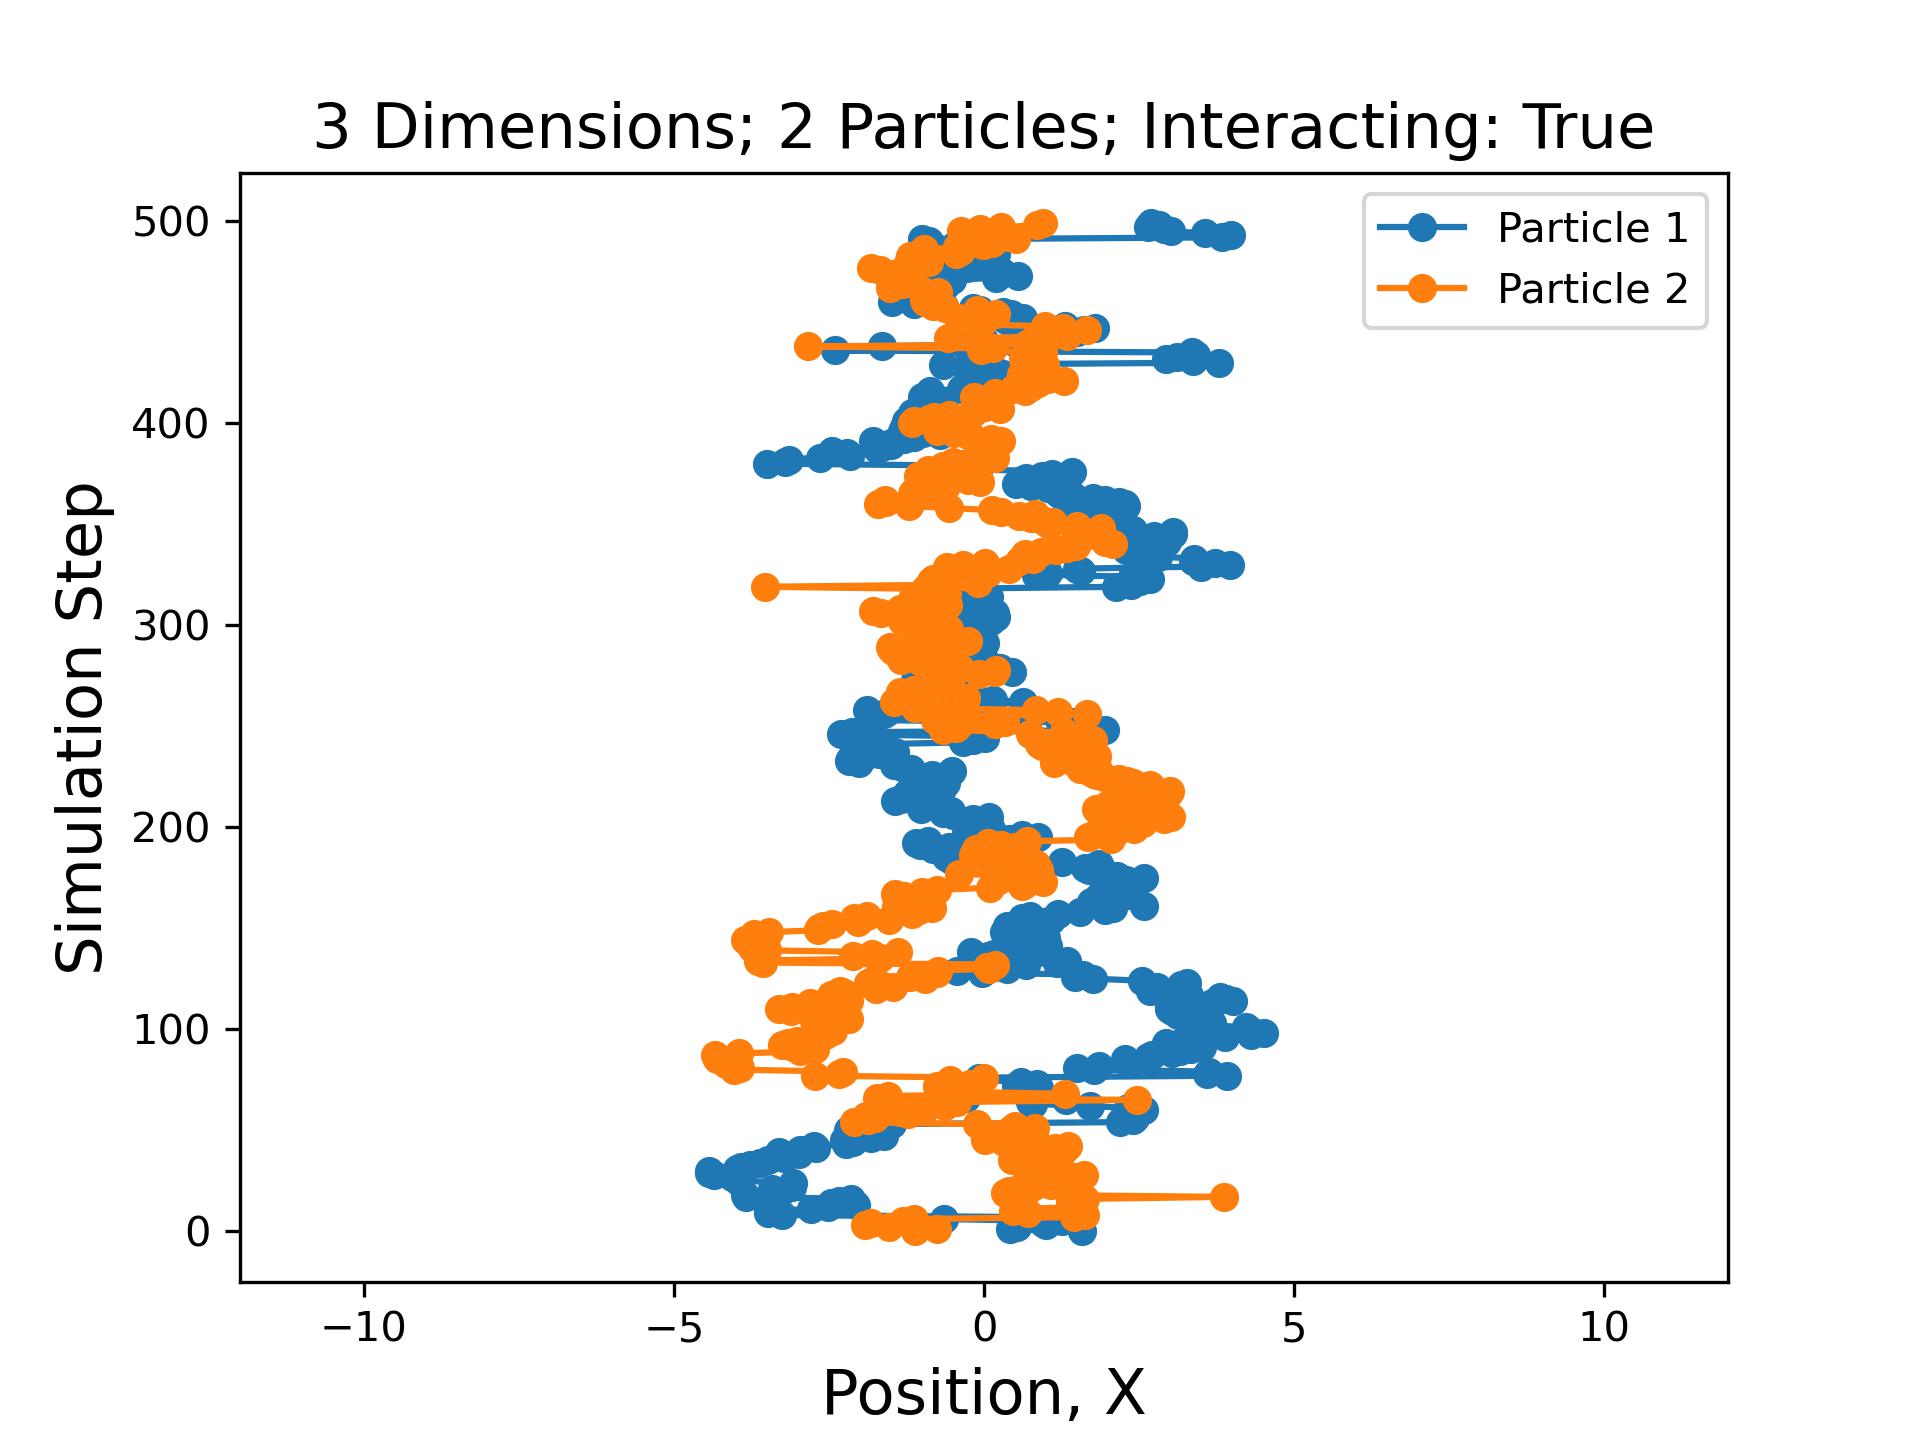 3 Dimensions; 2 Particles; Interacting: True
Particle 1
Particle 2
500
400
300
200
100
0
Simulation Step
−10
−5
0
5
10
Position, X